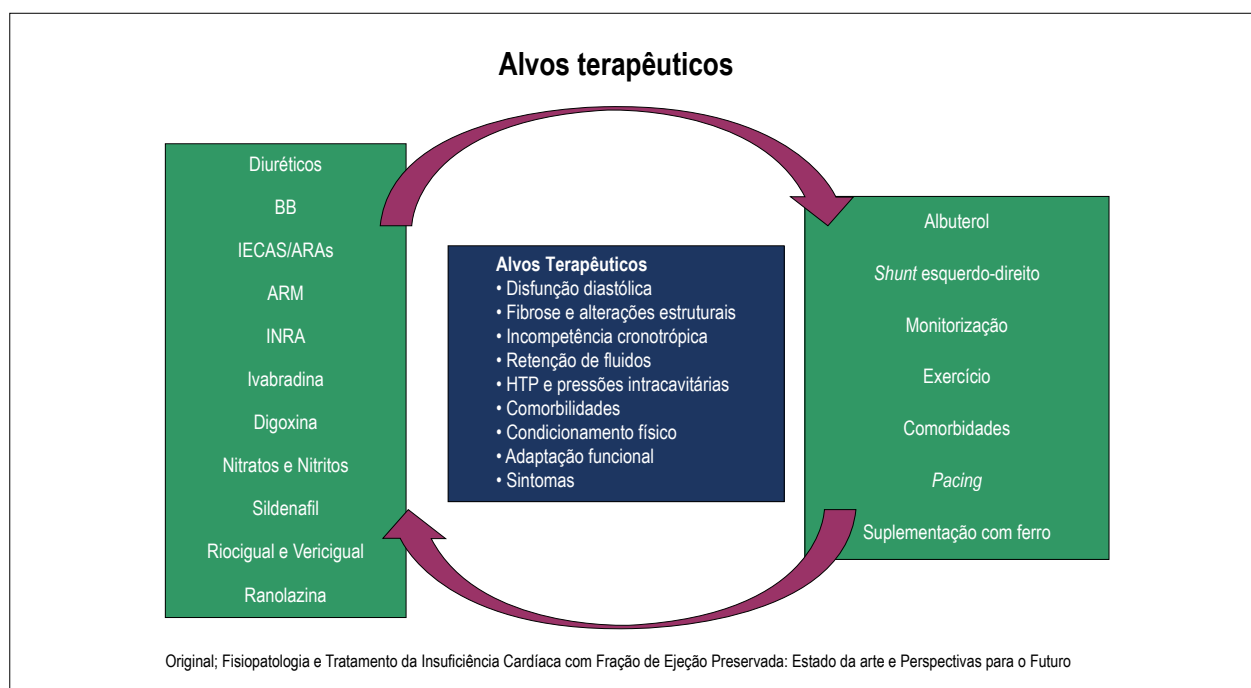 Alvos terapêuticos
Diuréticos
BB
IECAS/ARAs
ARM
INRA
Ivabradina
Digoxina
Nitratos e Nitritos
Sildenafil
Riocigual e Vericigual
Ranolazina
Alvos Terapêuticos
• Disfunção diastólica
• Fibrose e alterações estruturais
• Incompetência cronotrópica
• Retenção de fluidos
• HTP e pressões intracavitárias
• Comorbilidades
• Condicionamento físico
• Adaptação funcional
• Sintomas
Albuterol
Shunt esquerdo-direito
Monitorização
Exercício
Comorbidades
Pacing
Suplementação com ferro
Original; Fisiopatologia e Tratamento da Insuficiência Cardíaca com Fração de Ejeção Preservada: Estado da arte e Perspectivas para o Futuro